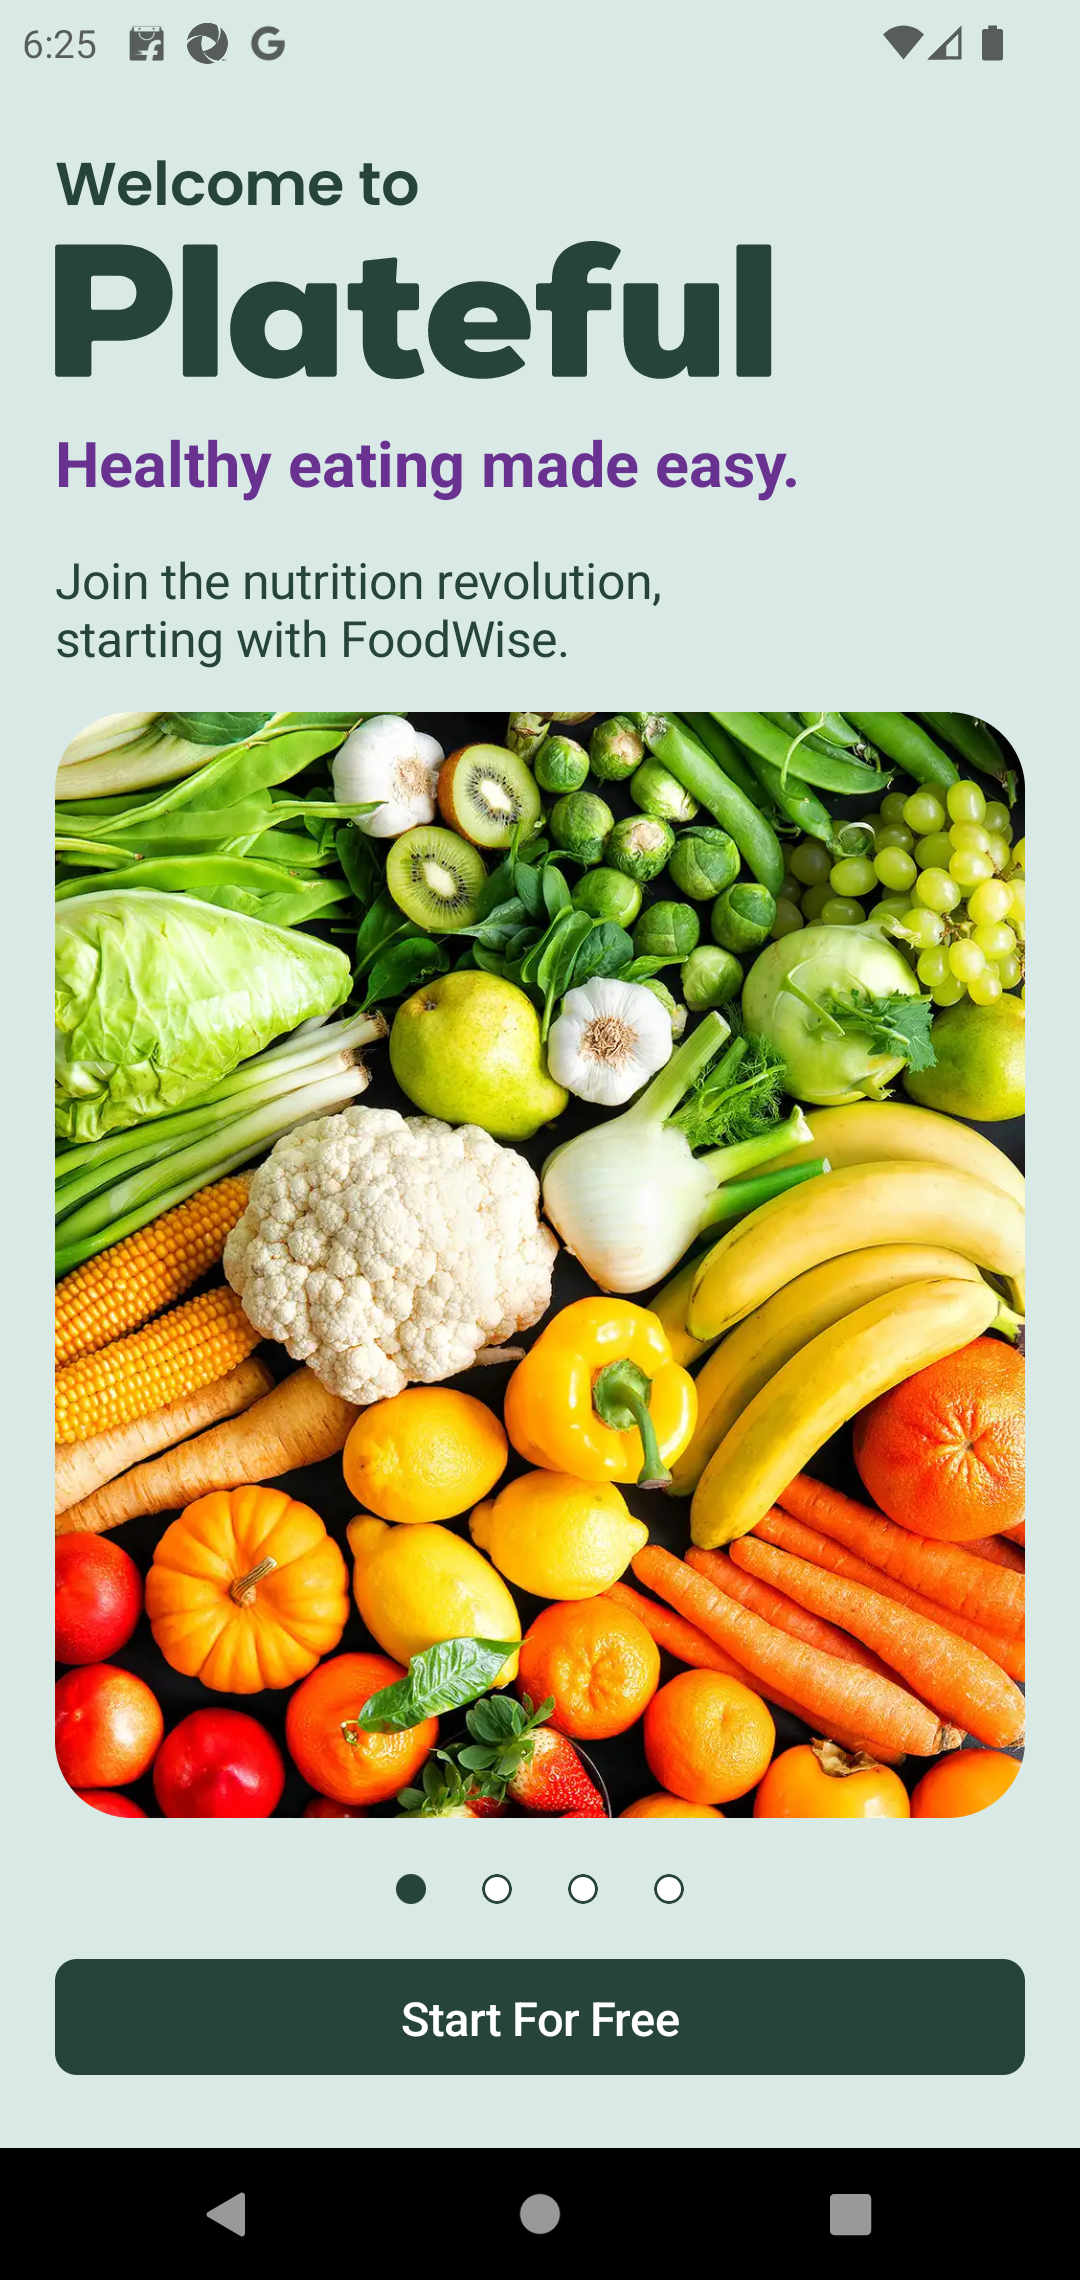 6:25
Welcome to
Plateful
Healthy eating made easy.
Join the nutrition revolution,
starting with FoodWise.
Start For Free